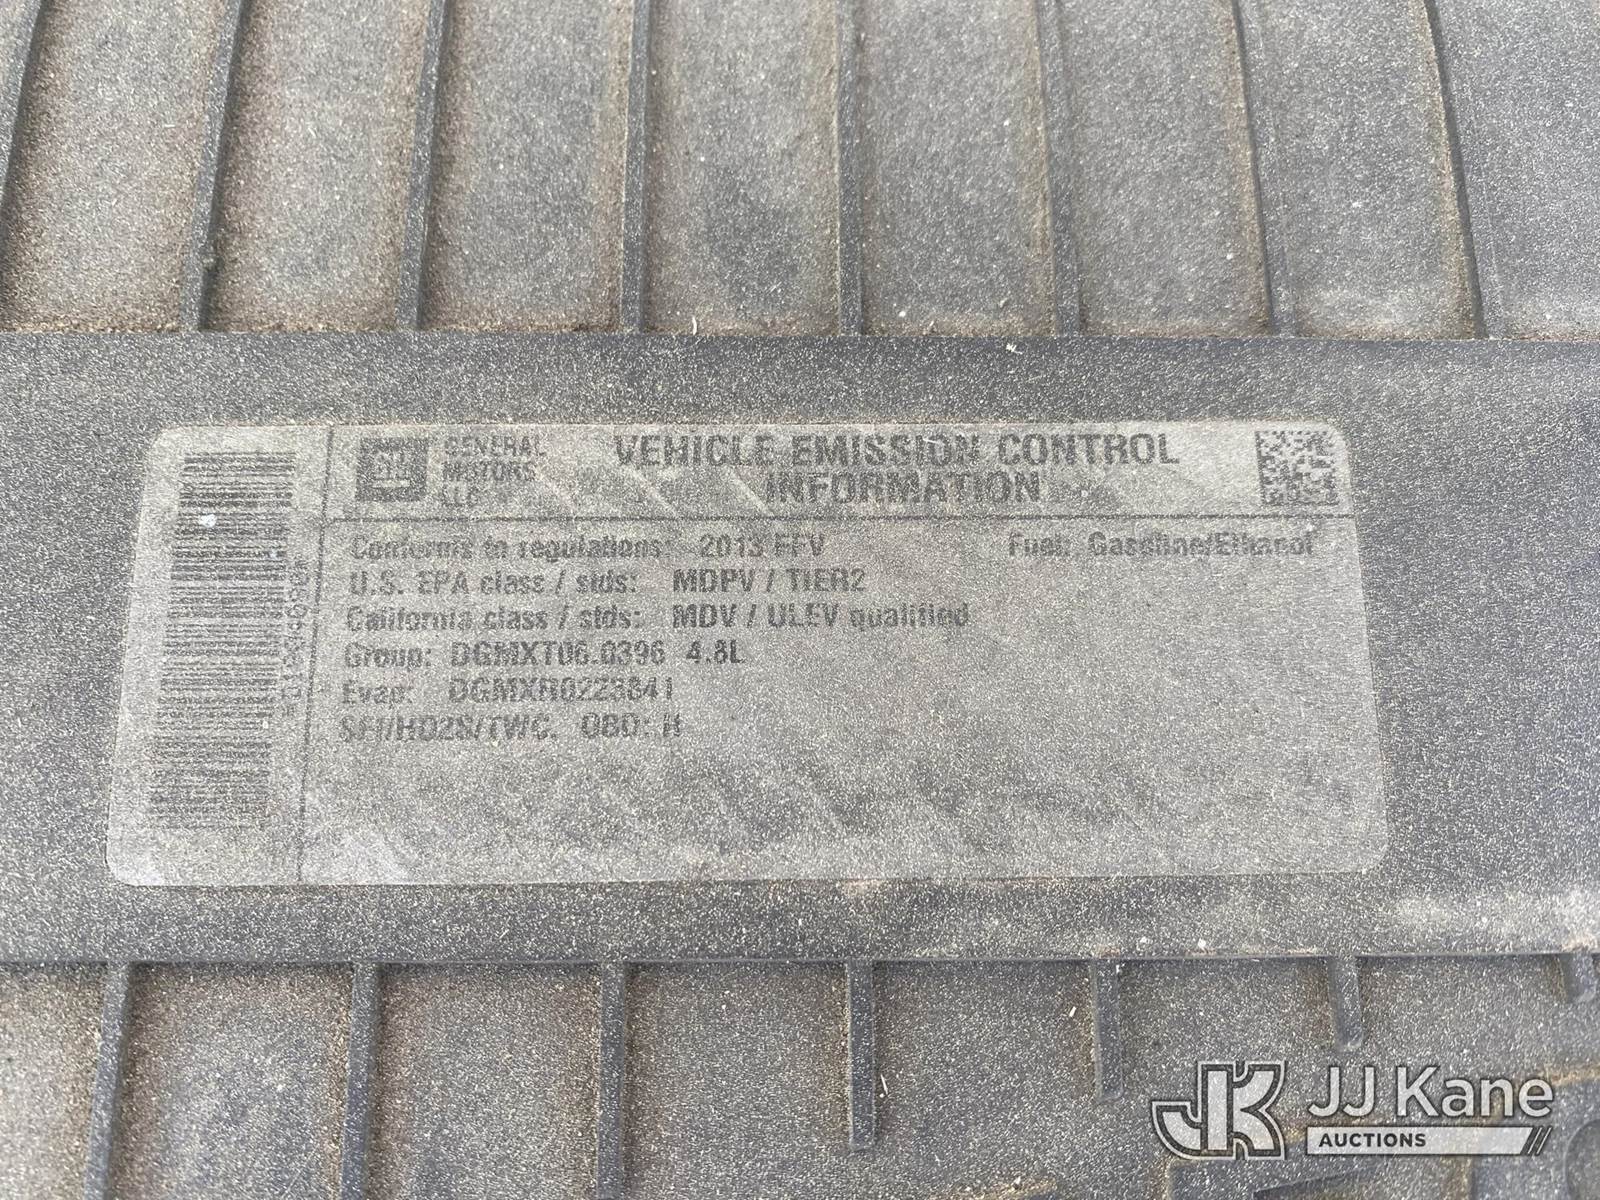 GM GENERAL MOTORS LLC
VEHICLE EMISSION CONTROL
INFORMATION
Conforms to regulations: 2013 FFV Fuel: Gasoline/Ethanol
U.S. EPA class / stds: MDPV / TIER2
California class / stds: MDV / ULEV qualified
Group: DGMXT06.0396 4.8L
Evap: DGMXR0223841
SFI/HO2S/TWC. OBD: II
JJ Kane
AUCTIONS